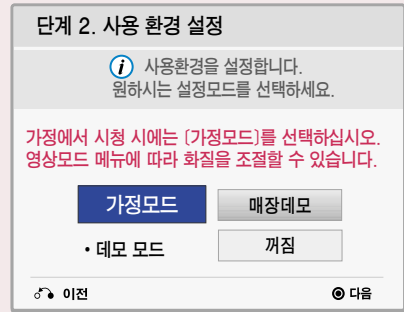 단계 2. 사용 환경 설정
i 사용환경을 설정합니다.
원하시는 설정모드를 선택하세요.
가정에서 시청 시에는 [가정모드]를 선택하십시오.
영상모드 메뉴에 따라 화질을 조절할 수 있습니다.
가정모드 매장데모
• 데모 모드 꺼짐
이전 ◉ 다음